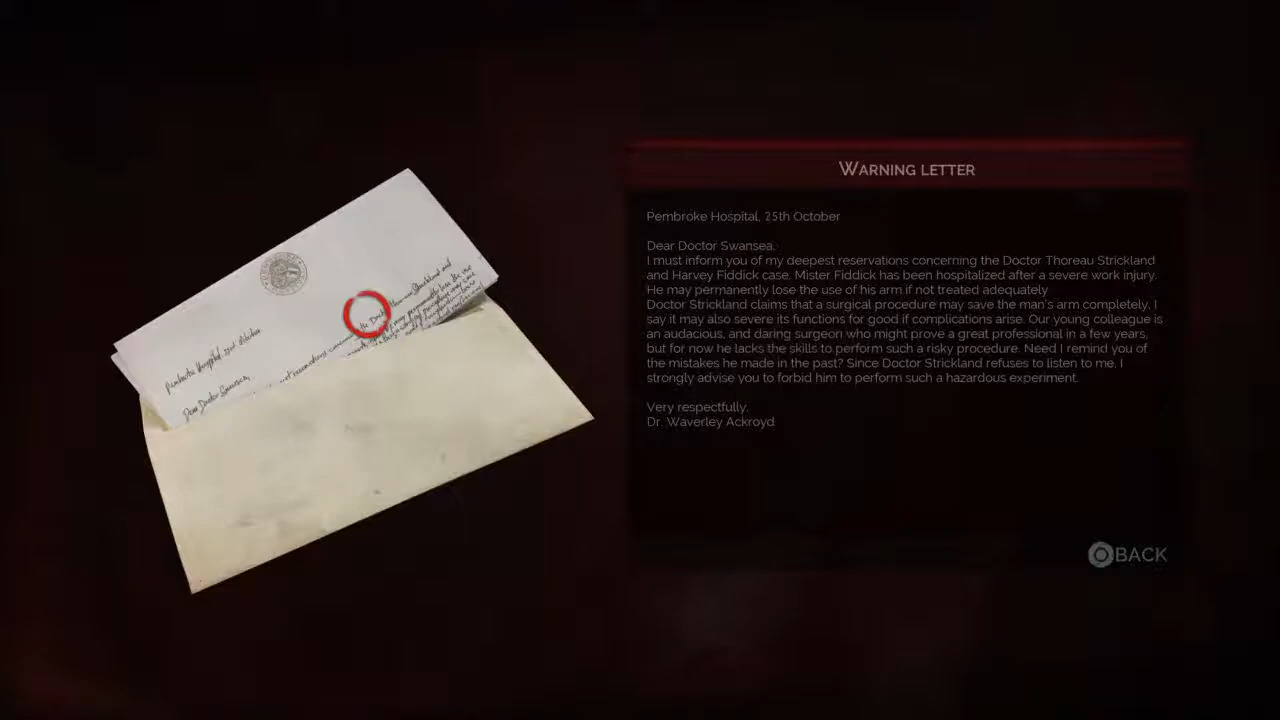 Pembroke Hospital 25th October
Dear Doctor Swansea,
WARNING LETTER
Pembroke Hospital, 25th October
Dear Doctor Swansea,
I must inform you of my deepest reservations concerning the Doctor Thoreau Strickland
and Harvey Fiddick case. Mister Fiddick has been hospitalized after a severe work injury.
He may permanently lose the use of his arm if not treated adequately
Doctor Strickland claims that a surgical procedure may save the man's arm completely, I
say it may also severe its functions for good if complications arise. Our young colleague is
an audacious, and daring surgeon who might prove a great professional in a few years,
but for now he lacks the skills to perform such a risky procedure. Need I remind you of
the mistakes he made in the past? Since Doctor Strickland refuses to listen to me, I
strongly advise you to forbid him to perform such a hazardous experiment.
Very respectfully,
Dr. Waverley Ackroyd
BACK